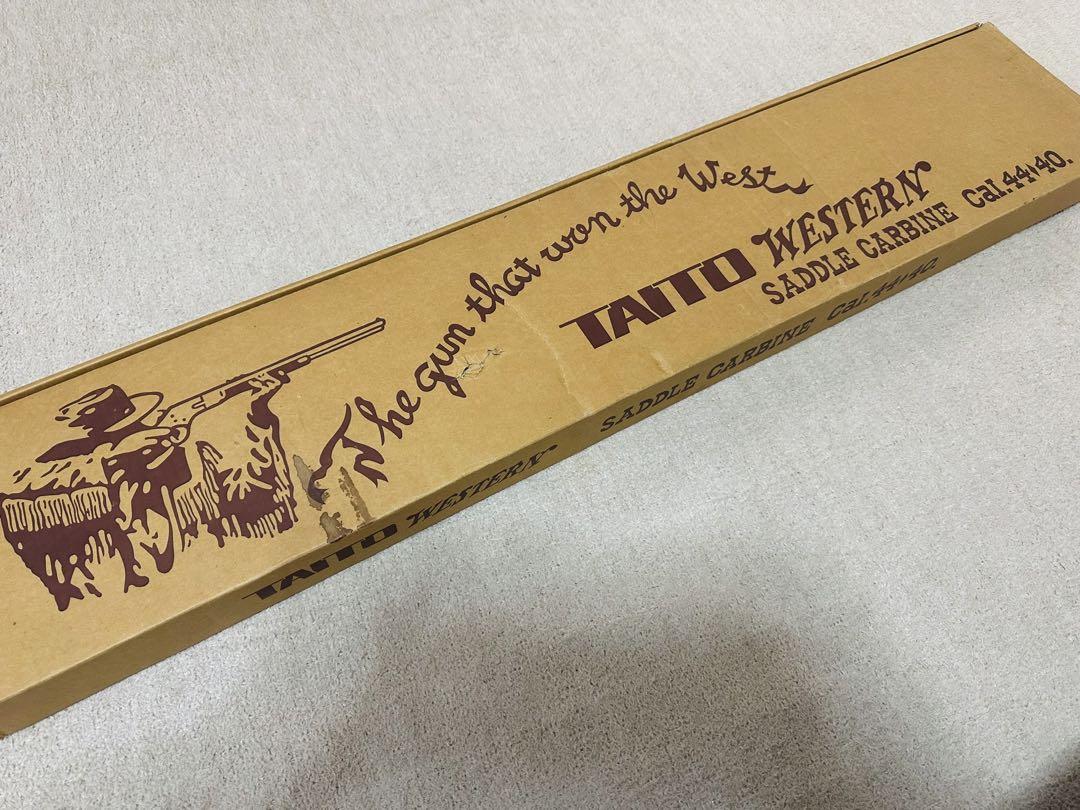 The gun that won the West
TAITO WESTERN
SADDLE CARBINE Cal.44-40.
TAITO WESTERN SADDLE CARBINE Cal.44-40.